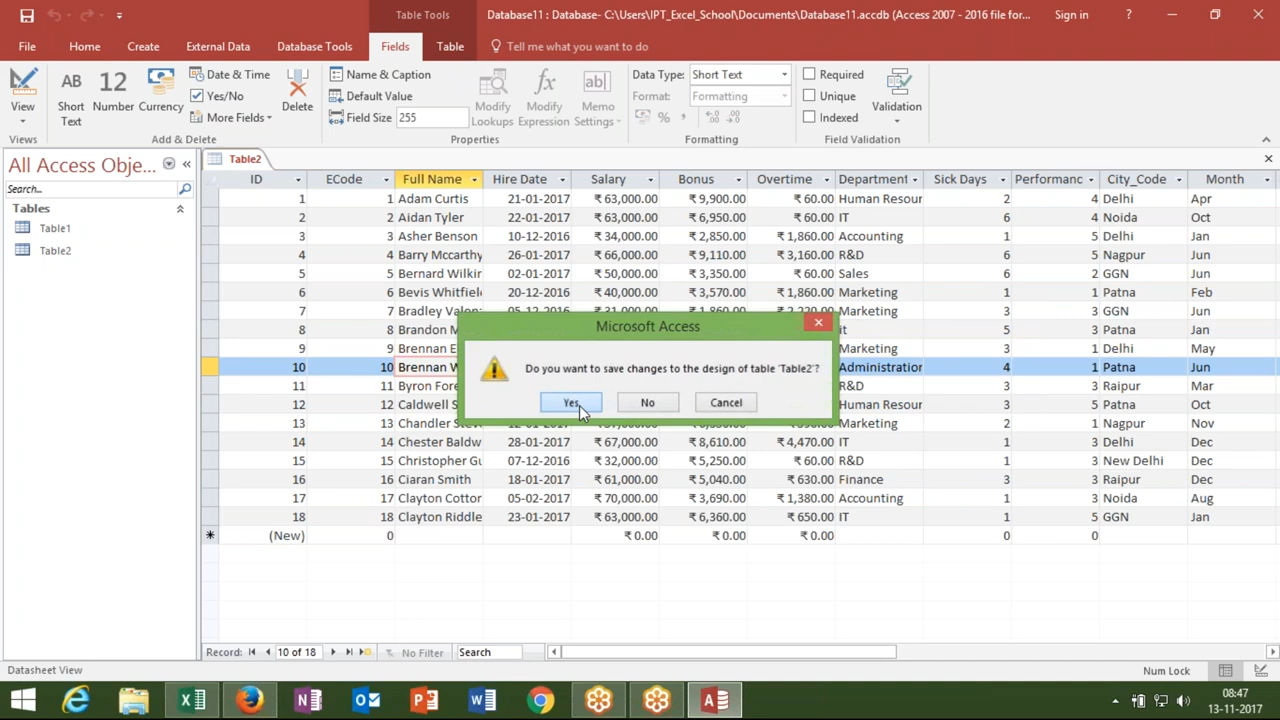 Table Tools
Database11 : Database- C:\Users\IPT_Excel_School\Documents\Database11.accdb (Access 2007 - 2016 file for...
Sign in ?
File Home Create External Data Database Tools Fields Table Tell me what you want to do
View
Views
AB Short Text
12 Number
Currency
Date & Time
Yes/No
More Fields
Delete
Add & Delete
Name & Caption
Default Value
Field Size 255
Modify Lookups
fx Modify Expression
ab Memo Settings
Properties
Data Type: Short Text
Format: Formatting
%
Formatting
Required
Unique
Indexed
Validation
Field Validation
All Access Obje...
Search...
Tables
Table1
Table2
Table2
ID ECode Full Name Hire Date Salary Bonus Overtime Department Sick Days Performanc City_Code Month
1 1 Adam Curtis 21-01-2017 ₹ 63,000.00 ₹ 9,900.00 ₹ 60.00 Human Resour 2 4 Delhi Apr
2 2 Aidan Tyler 22-01-2017 ₹ 63,000.00 ₹ 6,950.00 ₹ 60.00 IT 6 4 Noida Oct
3 3 Asher Benson 10-12-2016 ₹ 34,000.00 ₹ 2,850.00 ₹ 1,860.00 Accounting 1 5 Delhi Jan
4 4 Barry Mccarthy 26-01-2017 ₹ 66,000.00 ₹ 9,110.00 ₹ 3,160.00 R&D 6 5 Nagpur Jun
5 5 Bernard Wilkin 02-01-2017 ₹ 50,000.00 ₹ 3,350.00 ₹ 60.00 Sales 6 2 GGN Jun
6 6 Bevis Whitfield 20-12-2016 ₹ 40,000.00 ₹ 3,570.00 ₹ 1,860.00 Marketing 1 1 Patna Feb
7 7 Bradley Valen Marketing 3 3 GGN Jun
8 8 Brandon M it 5 3 Patna Jan
9 9 Brennan E Marketing 3 1 Delhi May
10 10 Brennan W Administration 4 1 Patna Jun
11 11 Byron Fore R&D 3 3 Raipur Mar
12 12 Caldwell S Human Resour 3 5 Patna Oct
13 13 Chandler Marketing 2 1 Nagpur Nov
14 14 Chester Baldw 28-01-2017 ₹ 67,000.00 ₹ 8,610.00 ₹ 4,470.00 IT 1 3 Delhi Dec
15 15 Christopher Gu 07-12-2016 ₹ 32,000.00 ₹ 5,250.00 ₹ 60.00 R&D 1 3 New Delhi Dec
16 16 Ciaran Smith 18-01-2017 ₹ 61,000.00 ₹ 5,040.00 ₹ 630.00 Finance 3 3 Raipur Dec
17 17 Clayton Cottor 05-02-2017 ₹ 70,000.00 ₹ 3,690.00 ₹ 1,380.00 Accounting 1 3 Noida Aug
18 18 Clayton Riddle 23-01-2017 ₹ 63,000.00 ₹ 6,360.00 ₹ 650.00 IT 1 5 GGN Jan
(New) 0 ₹ 0.00 ₹ 0.00 ₹ 0.00 0 0
Microsoft Access
Do you want to save changes to the design of table 'Table2'?
Yes No Cancel
Record: 10 of 18 No Filter Search
Datasheet View Num Lock
08:47
13-11-2017